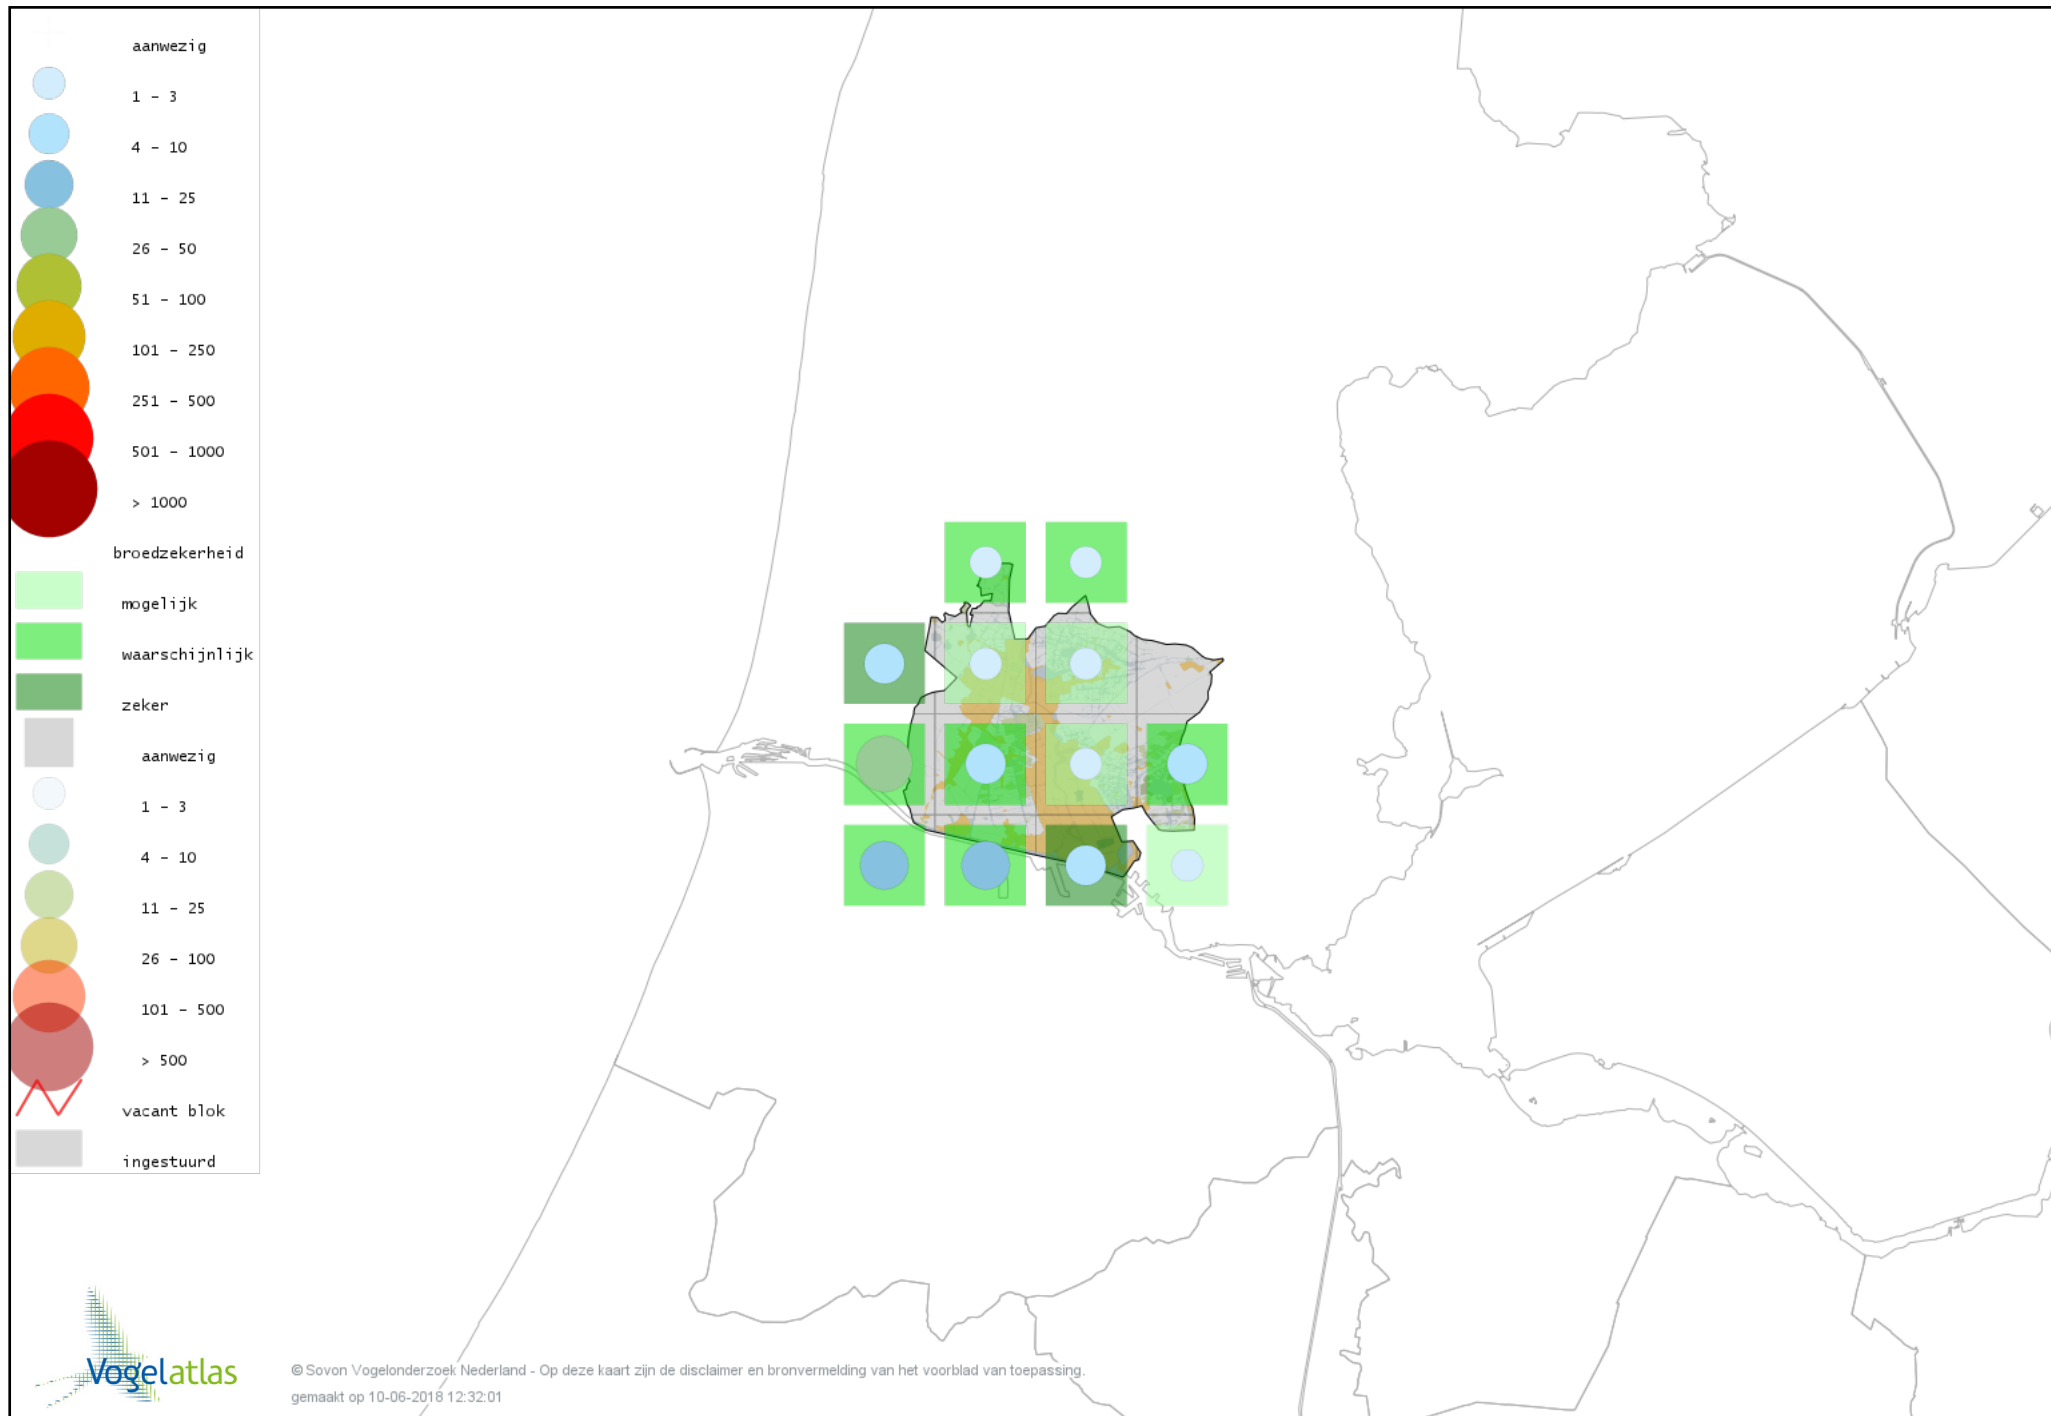 aanwezig
1 – 3
4 – 10
11 – 25
26 – 50
51 – 100
101 – 250
251 – 500
501 – 1000
> 1000
broedzekerheid
mogelijk
waarschijnlijk
zeker
aanwezig
1 – 3
4 – 10
11 – 25
26 – 100
101 – 500
> 500
vacant blok
ingestuurd
Vogelatlas
© Sovon Vogelonderzoek Nederland - Op deze kaart zijn de disclaimer en bronvermelding van het voorblad van toepassing.
gemaakt op 10-06-2018 12:32:01